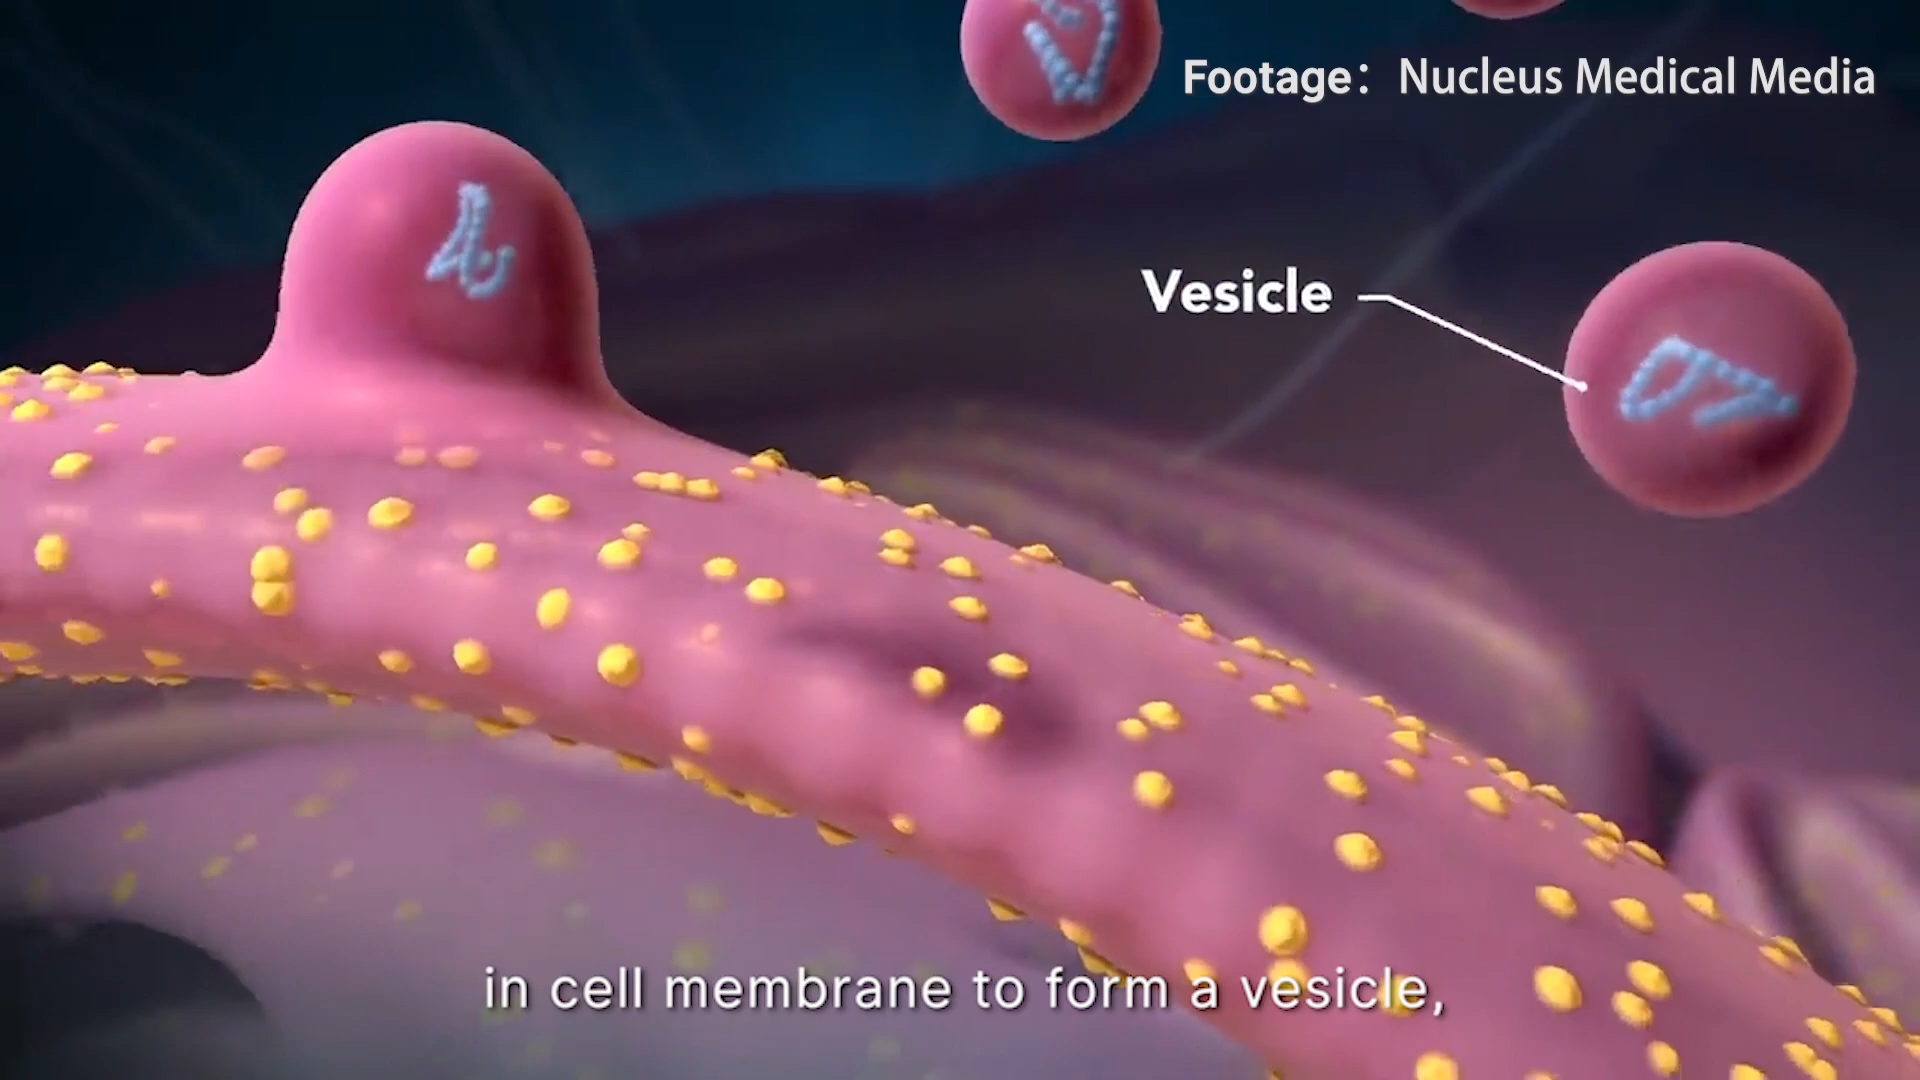 Footage：Nucleus Medical Media
Vesicle
in cell membrane to form a vesicle,